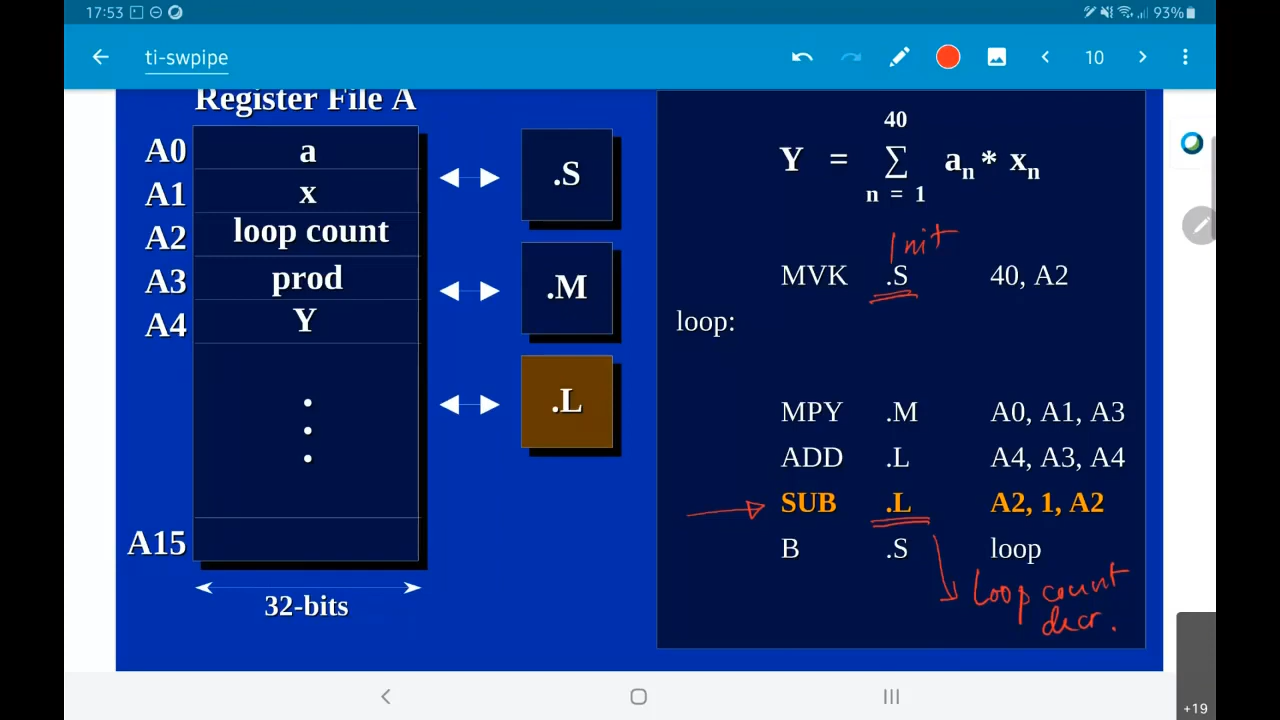 17:53
93%
ti-swpipe
10
Register File A
A0 a
A1 x
A2 loop count
A3 prod
A4 Y
A15
32-bits
.S
.M
.L
40
Y = ∑ aₙ * xₙ
n = 1
Init
MVK .S 40, A2
loop:
MPY .M A0, A1, A3
ADD .L A4, A3, A4
SUB .L A2, 1, A2
B .S loop
Loop count
decr.
+19